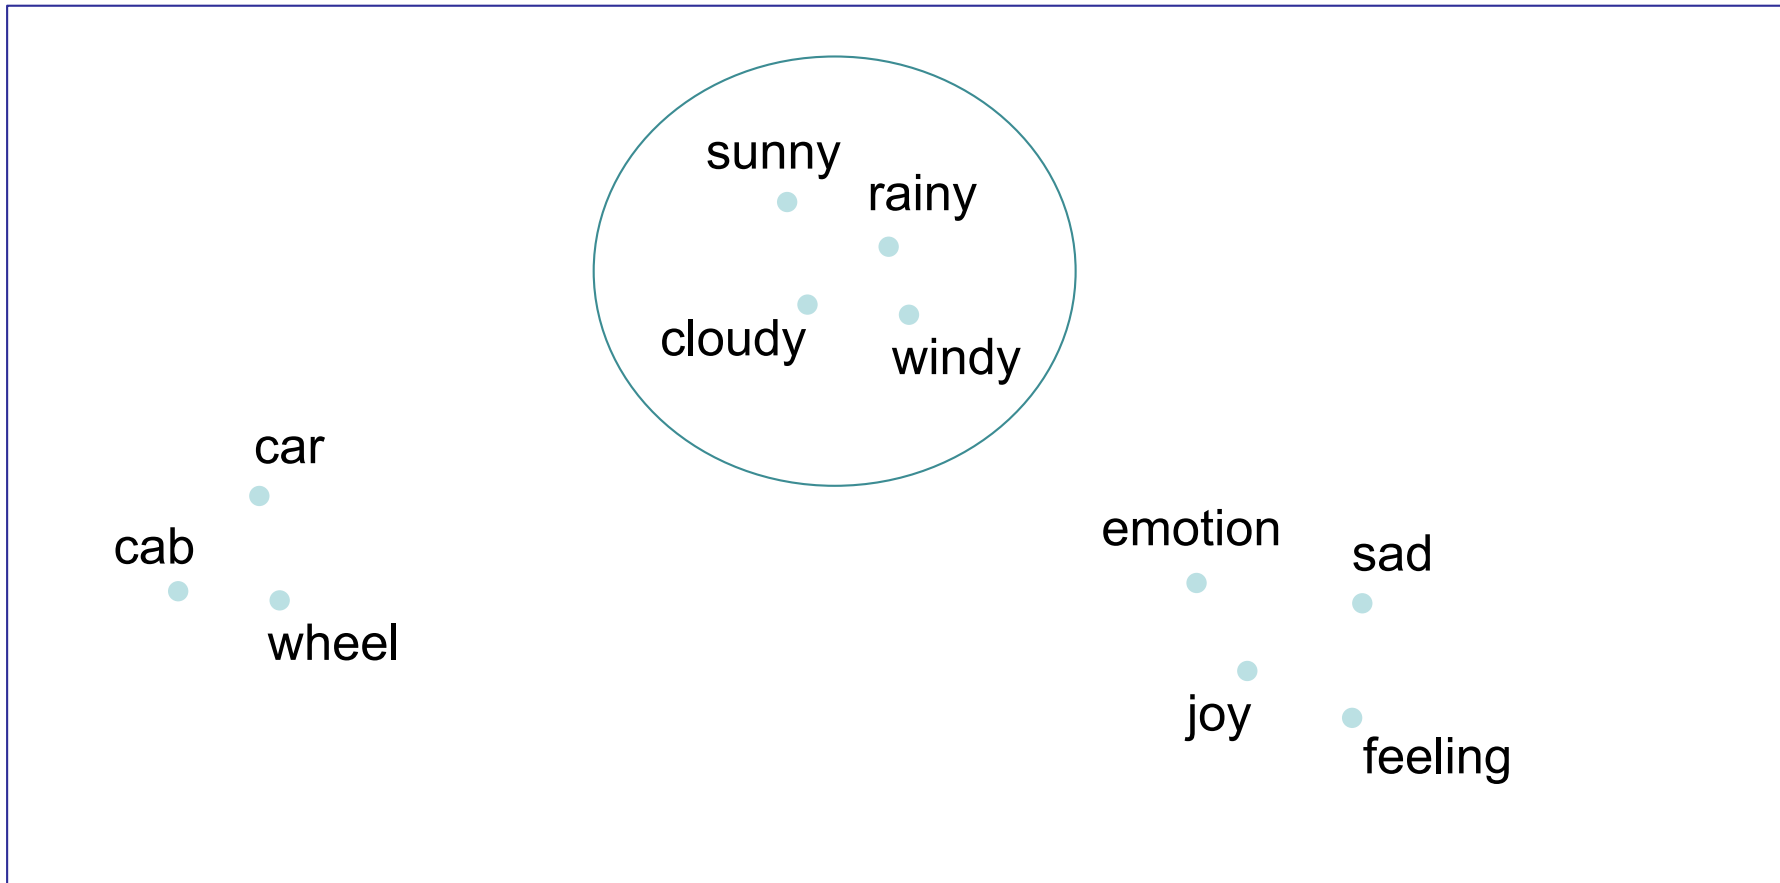 sunny
rainy
cloudy
windy
car
cab
wheel
emotion
sad
joy
feeling